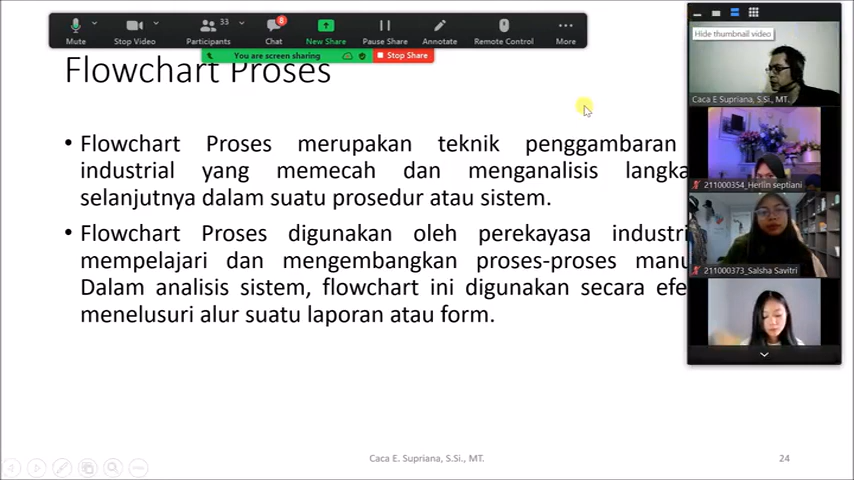 33
8
Mute
Stop Video
Participants
Chat
New Share
Pause Share
Annotate
Remote Control
More
You are screen sharing
Stop Share
Hide thumbnail video
Caca E Supriana, S.Si., MT.
211000354_Herlin septiani
211000373_Salsha Savitri
Flowchart Proses
• Flowchart Proses merupakan teknik penggambaran
industrial yang memecah dan menganalisis
selanjutnya dalam suatu prosedur atau sistem.
• Flowchart Proses digunakan oleh perekayasa
mempelajari dan mengembangkan proses-proses
Dalam analisis sistem, flowchart ini digunakan secara
menelusuri alur suatu laporan atau form.
Caca E. Supriana, S.Si., MT.
24